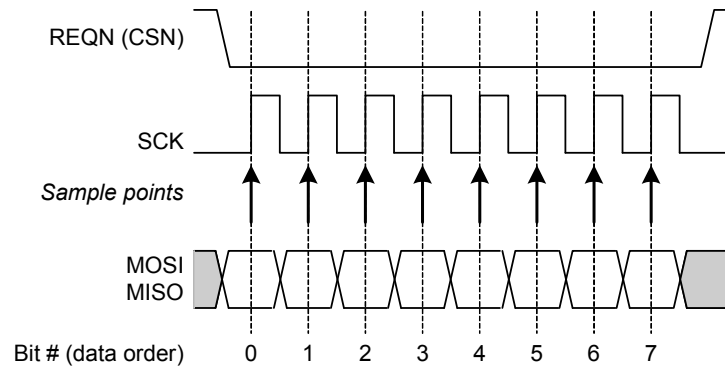 REQN (CSN)
SCK
Sample points
MOSI
MISO
Bit # (data order) 0 1 2 3 4 5 6 7